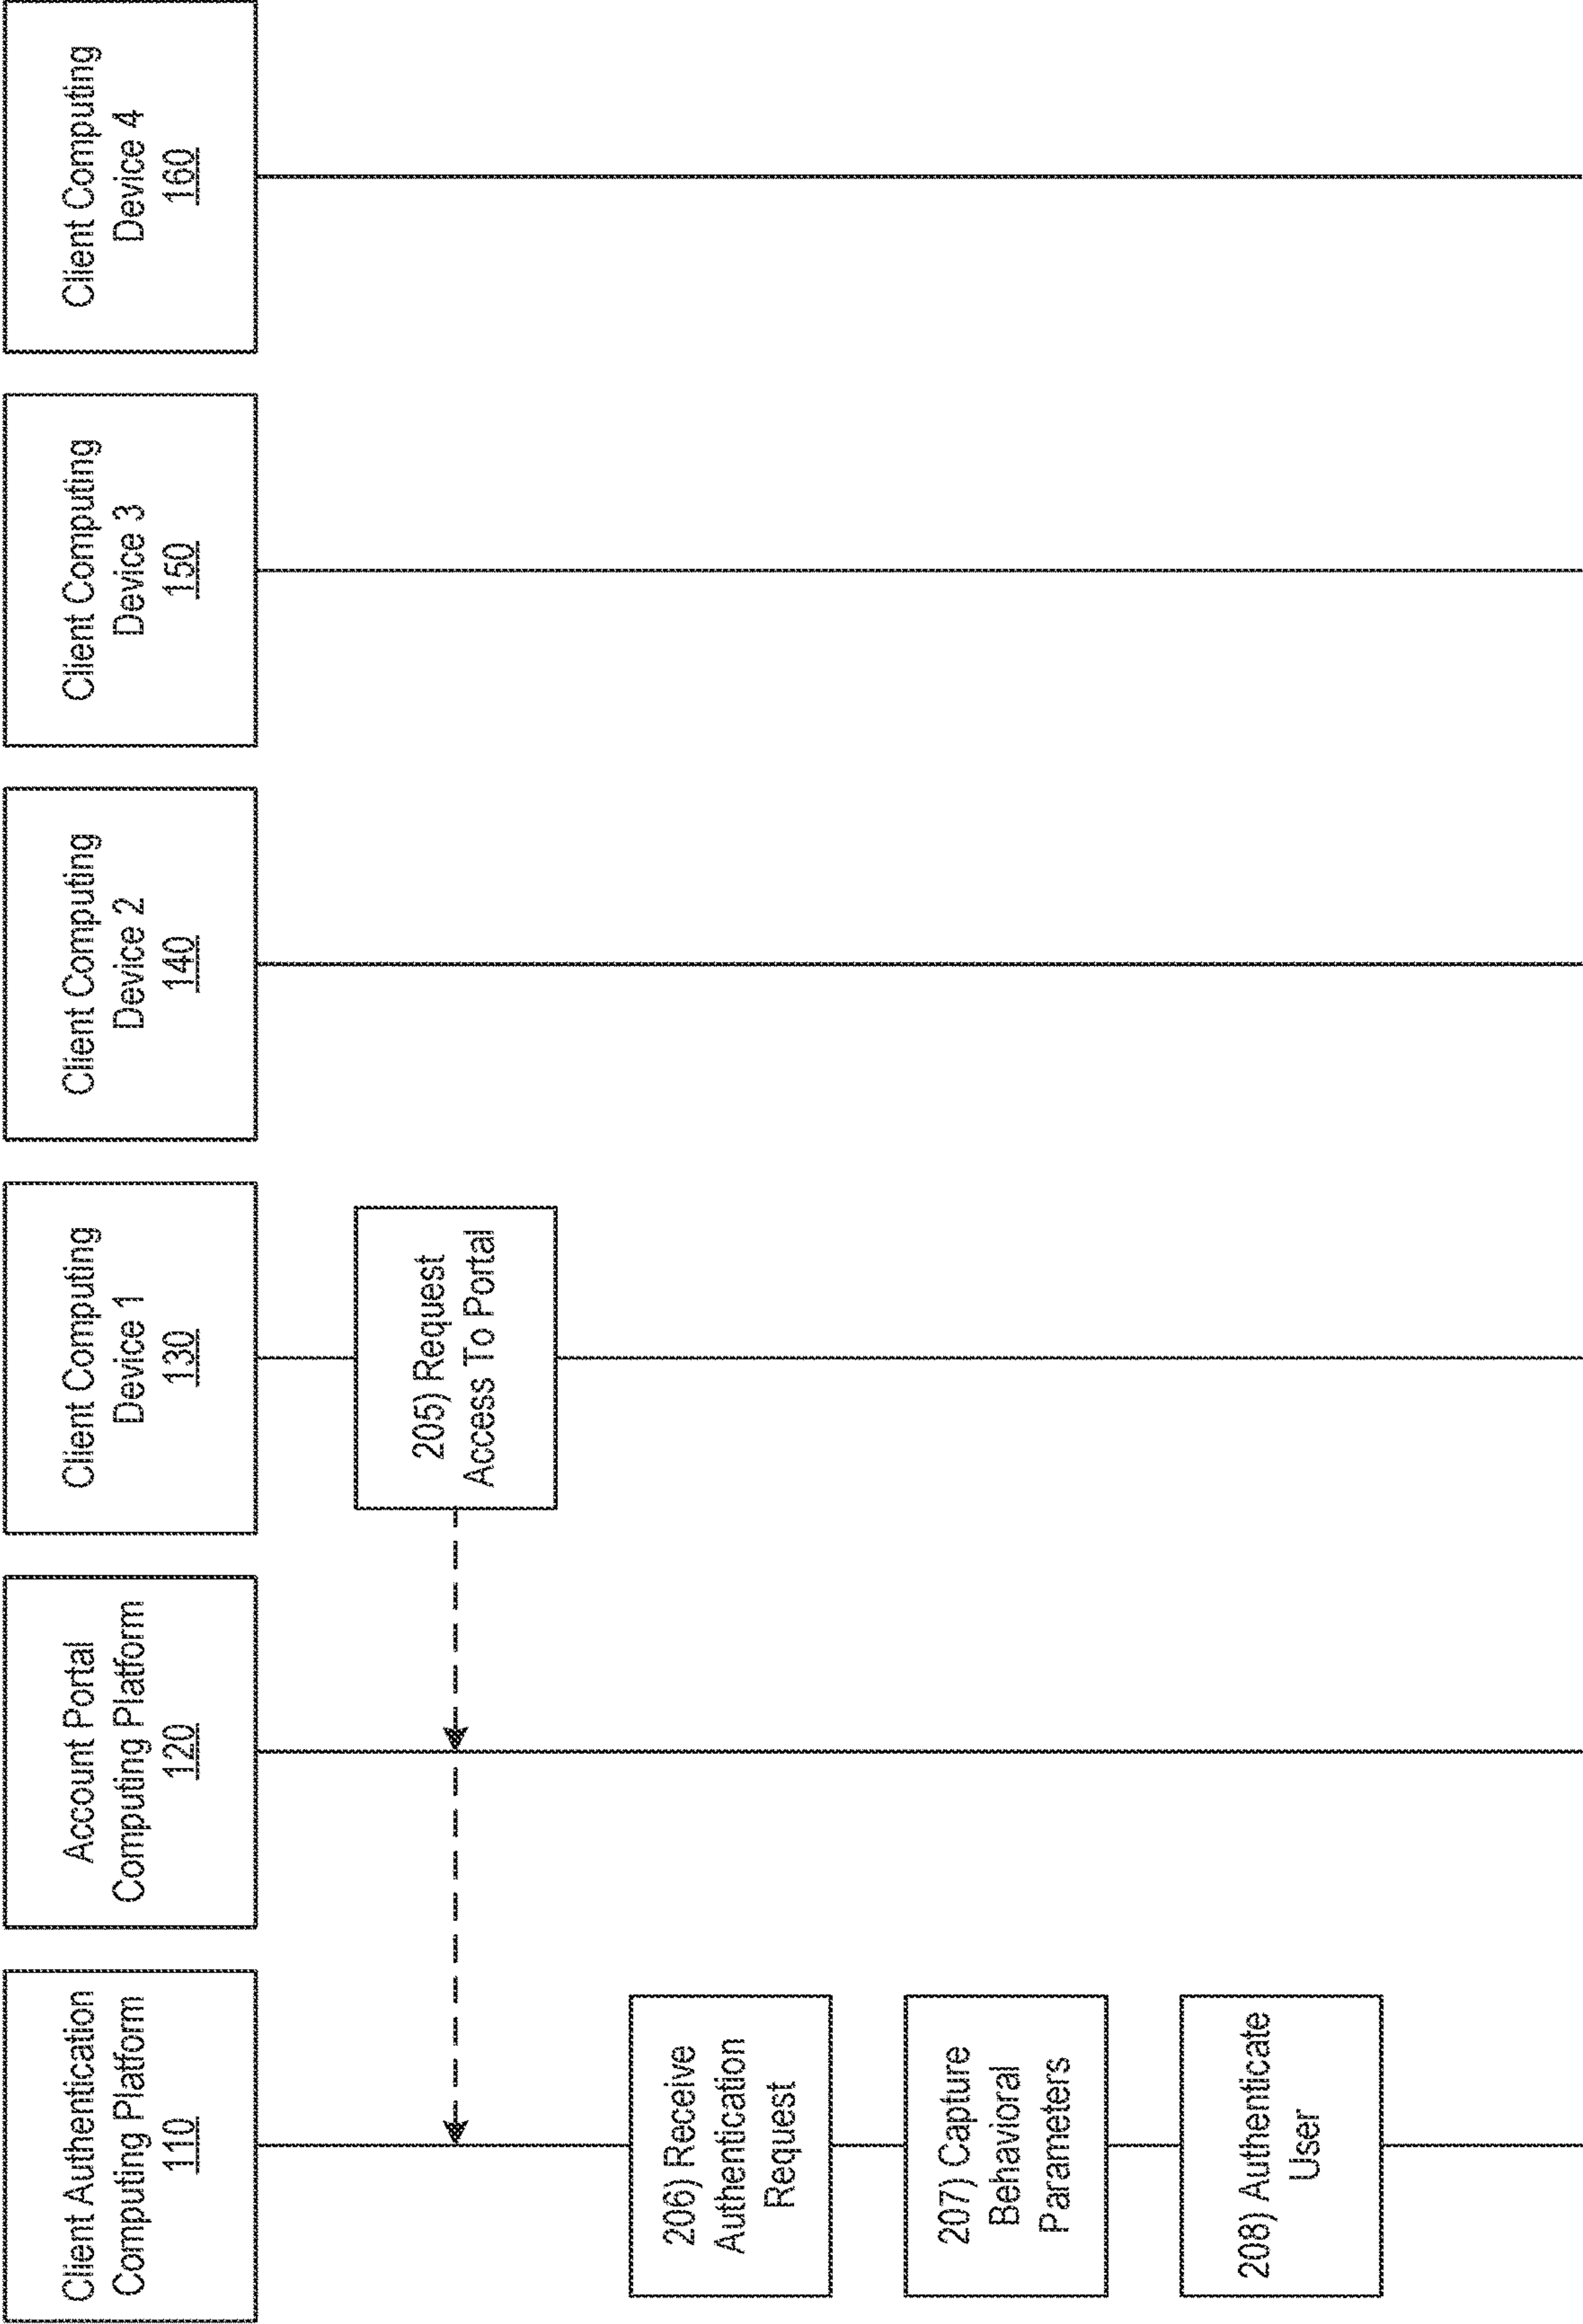 Client Authentication
Computing Platform
110
Account Portal
Computing Platform
120
Client Computing
Device 1
130
Client Computing
Device 2
140
Client Computing
Device 3
150
Client Computing
Device 4
160
205) Request
Access To Portal
206) Receive
Authentication
Request
207) Capture
Behavioral
Parameters
208) Authenticate
User